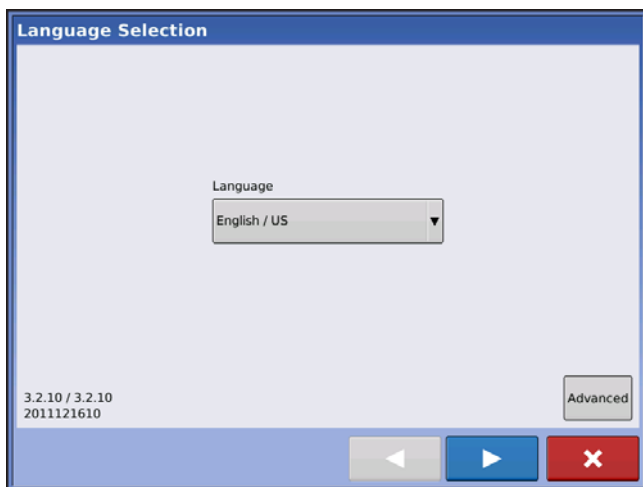 Language Selection
Language
English / US
3.2.10 / 3.2.10
2011121610
Advanced